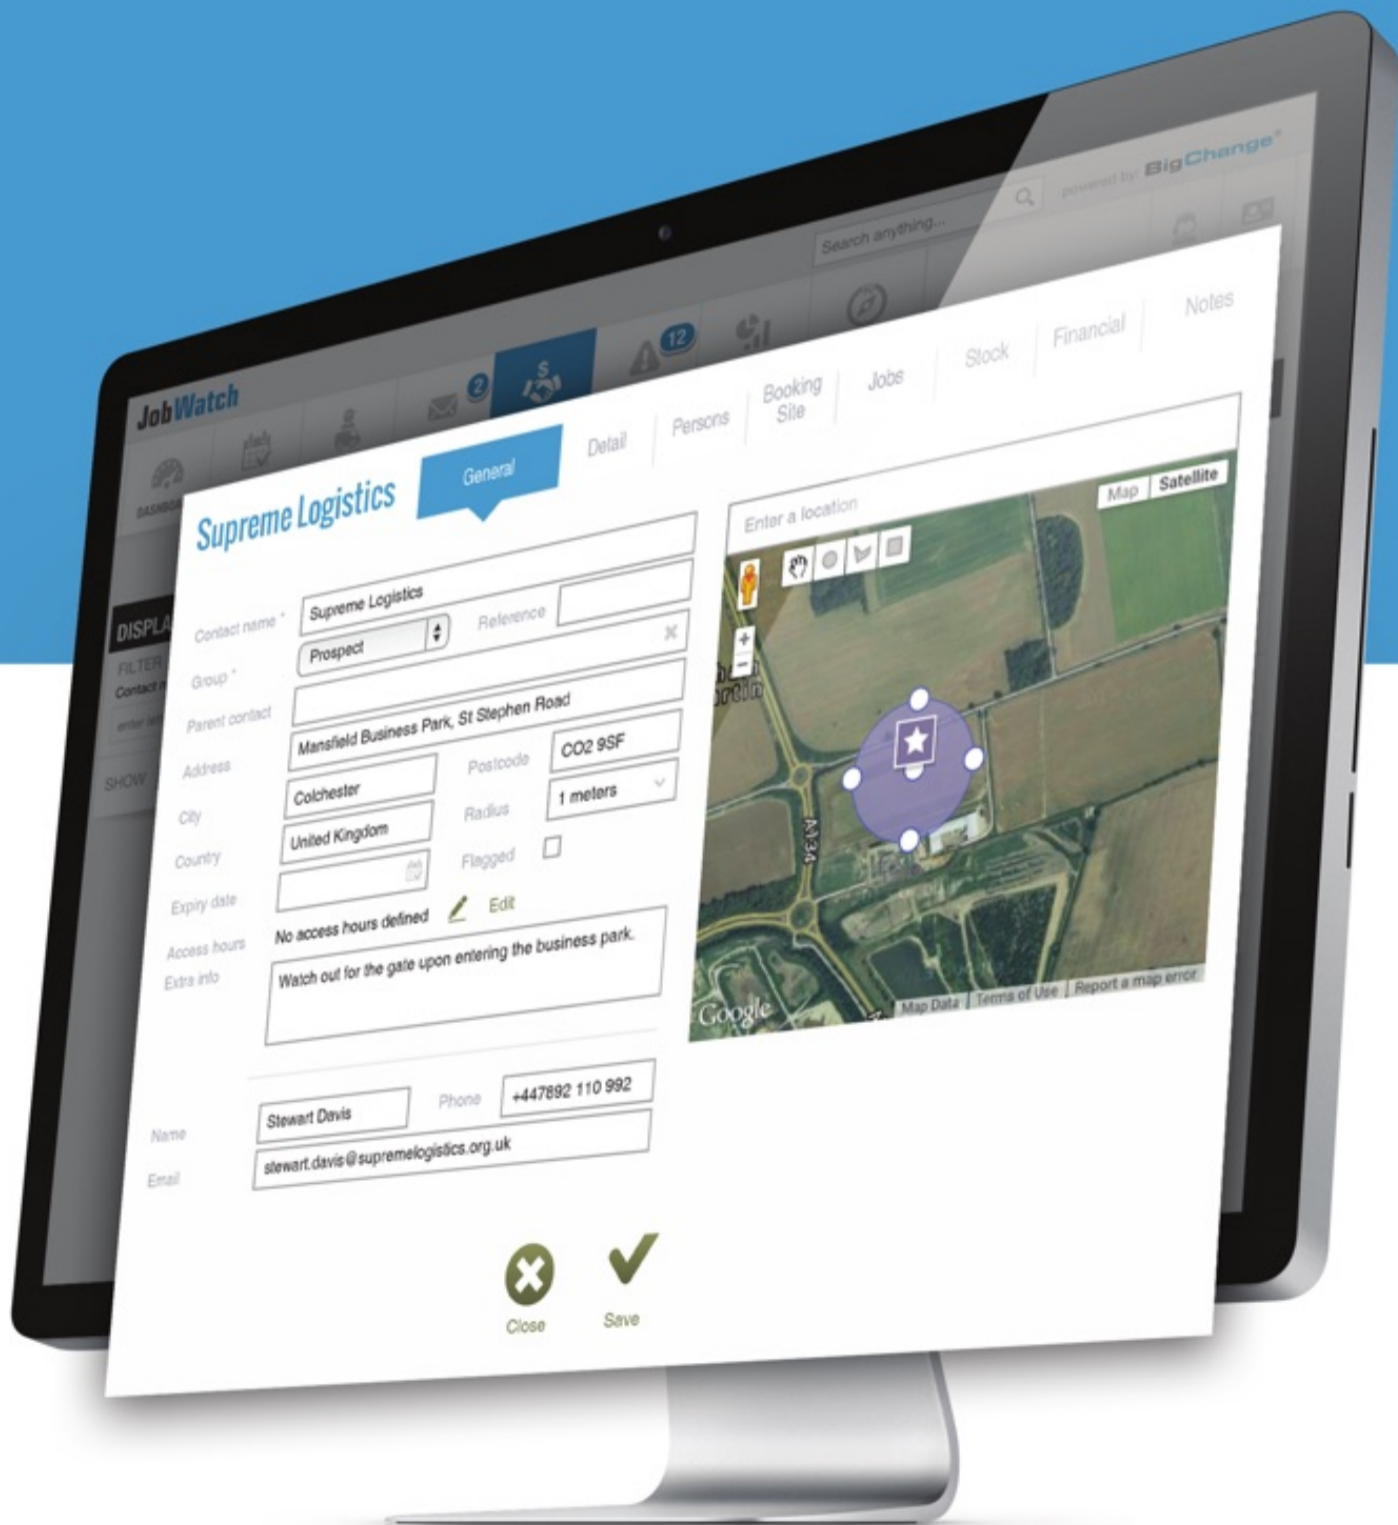 powered by: BigChange
Search anything...
JobWatch
2
12
DASHBOA
Supreme Logistics
General
Detail
Persons
Booking
Site
Jobs
Stock
Financial
Notes
DISPLA
FILTER
Contact n
SHOW
Contact name * Supreme Logistics
Group * Prospect Reference
Parent contact
Address Mansfield Business Park, St Stephen Road
City Colchester Postcode CO2 9SF
Country United Kingdom Radius 1 meters
Expiry date Flagged
Access hours No access hours defined Edit
Extra info Watch out for the gate upon entering the business park.
Name Stewart Davis Phone +447892 110 992
Email stewart.davis@supremelogistics.org.uk
Close Save
Enter a location
Map Satellite
+
-
A134
Google
Map Data Terms of Use Report a map error